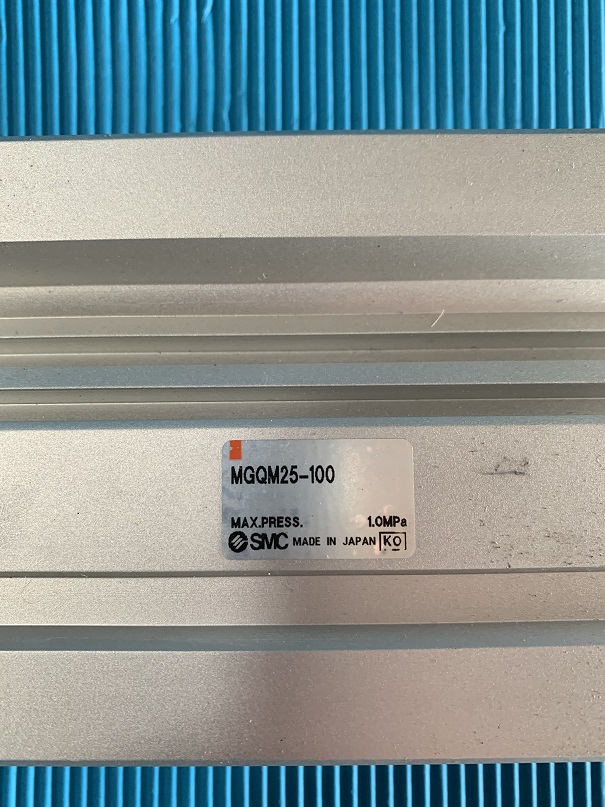 MGQM25-100
MAX.PRESS. 1.0MPa
SMC MADE IN JAPAN KO